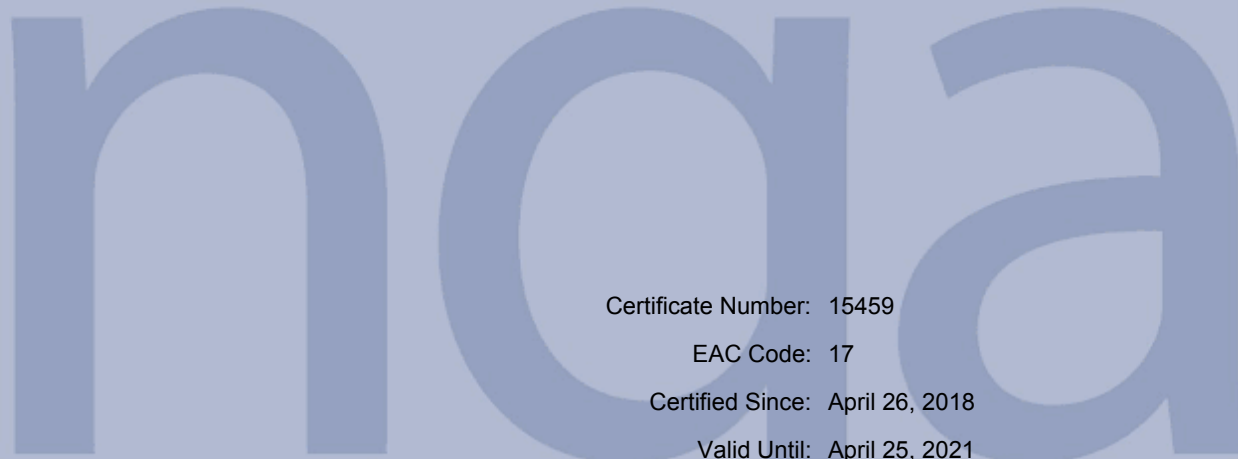 nqa
Certificate Number: 15459
EAC Code: 17
Certified Since: April 26, 2018
Valid Until: April 25, 2021